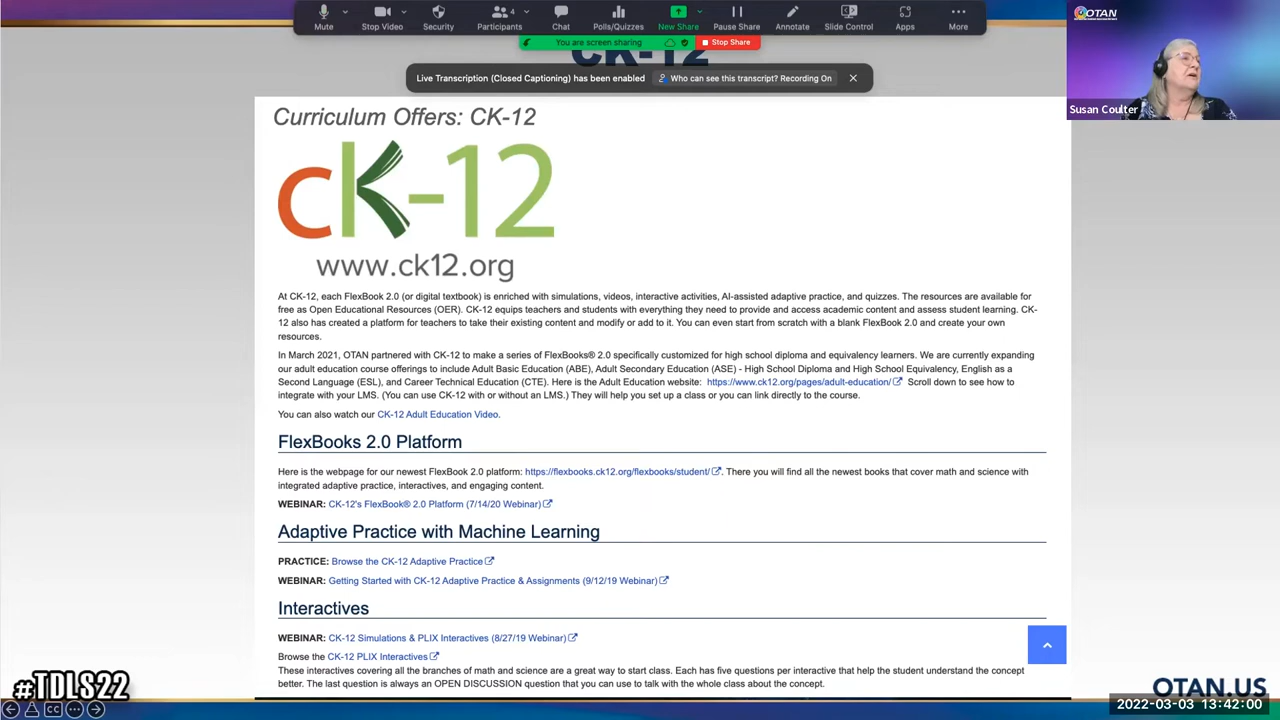 Mute
Stop Video
Security
4
Participants
Chat
Polls/Quizzes
New Share
Pause Share
Annotate
Slide Control
Apps
More
You are screen sharing
Stop Share
CK-12
Live Transcription (Closed Captioning) has been enabled
Who can see this transcript? Recording On
OTAN
Susan Coulter
Curriculum Offers: CK-12
cK-12
www.ck12.org
At CK-12, each FlexBook 2.0 (or digital textbook) is enriched with simulations, videos, interactive activities, AI-assisted adaptive practice, and quizzes. The resources are available for
free as Open Educational Resources (OER). CK-12 equips teachers and students with everything they need to provide and access academic content and assess student learning. CK-
12 also has created a platform for teachers to take their existing content and modify or add to it. You can even start from scratch with a blank FlexBook 2.0 and create your own
resources.
In March 2021, OTAN partnered with CK-12 to make a series of FlexBooks® 2.0 specifically customized for high school diploma and equivalency learners. We are currently expanding
our adult education course offerings to include Adult Basic Education (ABE), Adult Secondary Education (ASE) - High School Diploma and High School Equivalency, English as a
Second Language (ESL), and Career Technical Education (CTE). Here is the Adult Education website: https://www.ck12.org/pages/adult-education/ Scroll down to see how to
integrate with your LMS. (You can use CK-12 with or without an LMS.) They will help you set up a class or you can link directly to the course.
You can also watch our CK-12 Adult Education Video.
FlexBooks 2.0 Platform
Here is the webpage for our newest FlexBook 2.0 platform: https://flexbooks.ck12.org/flexbooks/student/. There you will find all the newest books that cover math and science with
integrated adaptive practice, interactives, and engaging content.
WEBINAR: CK-12's FlexBook® 2.0 Platform (7/14/20 Webinar)
Adaptive Practice with Machine Learning
PRACTICE: Browse the CK-12 Adaptive Practice
WEBINAR: Getting Started with CK-12 Adaptive Practice & Assignments (9/12/19 Webinar)
Interactives
WEBINAR: CK-12 Simulations & PLIX Interactives (8/27/19 Webinar)
Browse the CK-12 PLIX Interactives
These interactives covering all the branches of math and science are a great way to start class. Each has five questions per interactive that help the student understand the concept
better. The last question is always an OPEN DISCUSSION question that you can use to talk with the whole class about the concept.
#TDLS22
CC
OTAN.US
2022-03-03 13:42:00